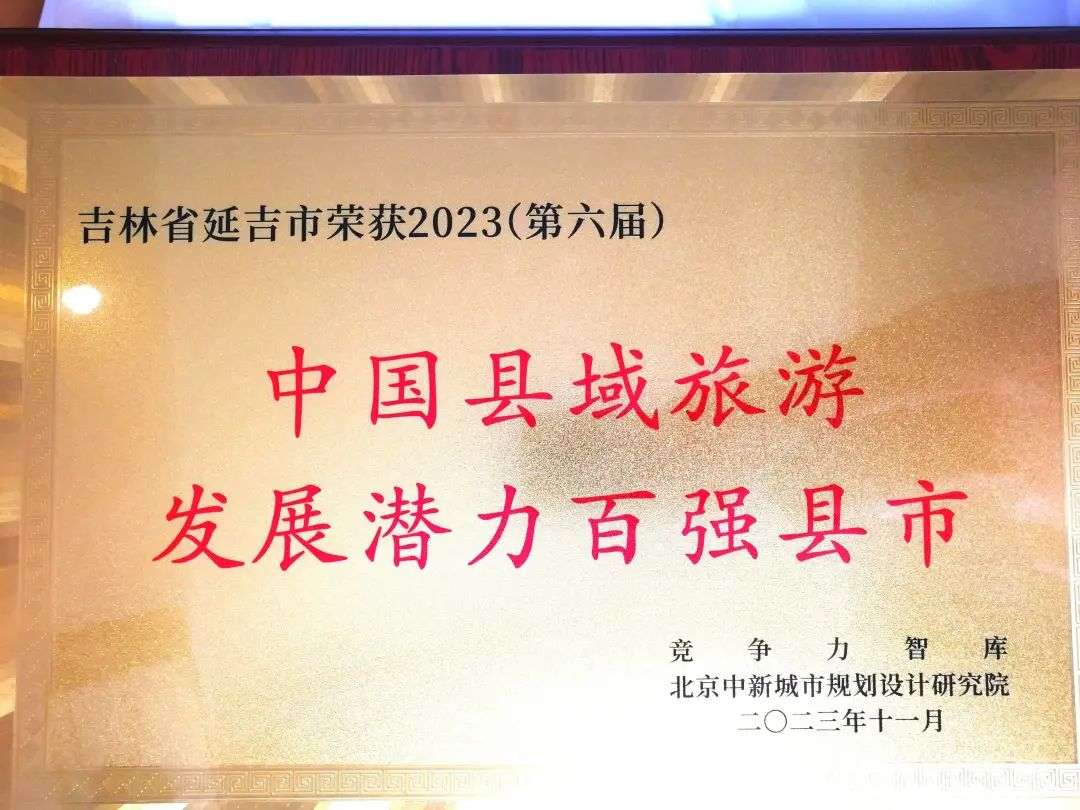 吉林省延吉市荣获2023(第六届)
中国县域旅游
发展潜力百强县市
竞争力智库
北京中新城市规划设计研究院
二〇二三年十一月